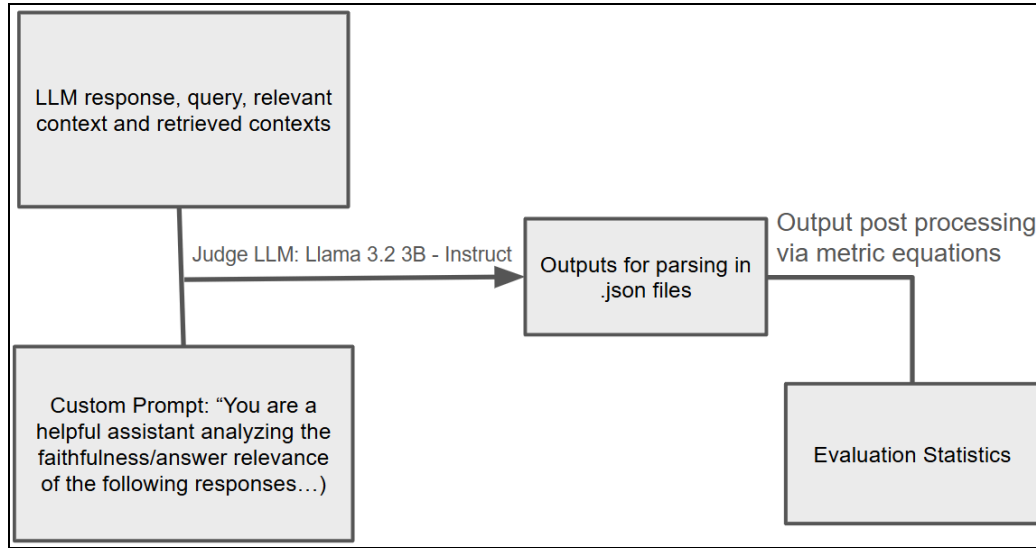 LLM response, query, relevant
context and retrieved contexts
Judge LLM: Llama 3.2 3B - Instruct
Outputs for parsing in
.json files
Output post processing
via metric equations
Custom Prompt: “You are a
helpful assistant analyzing the
faithfulness/answer relevance
of the following responses…)
Evaluation Statistics